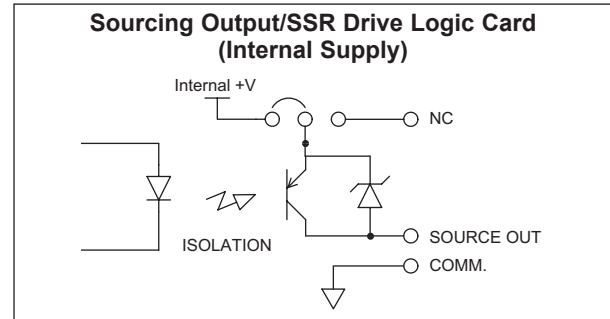 Sourcing Output/SSR Drive Logic Card
(Internal Supply)
Internal +V
NC
ISOLATION
SOURCE OUT
COMM.